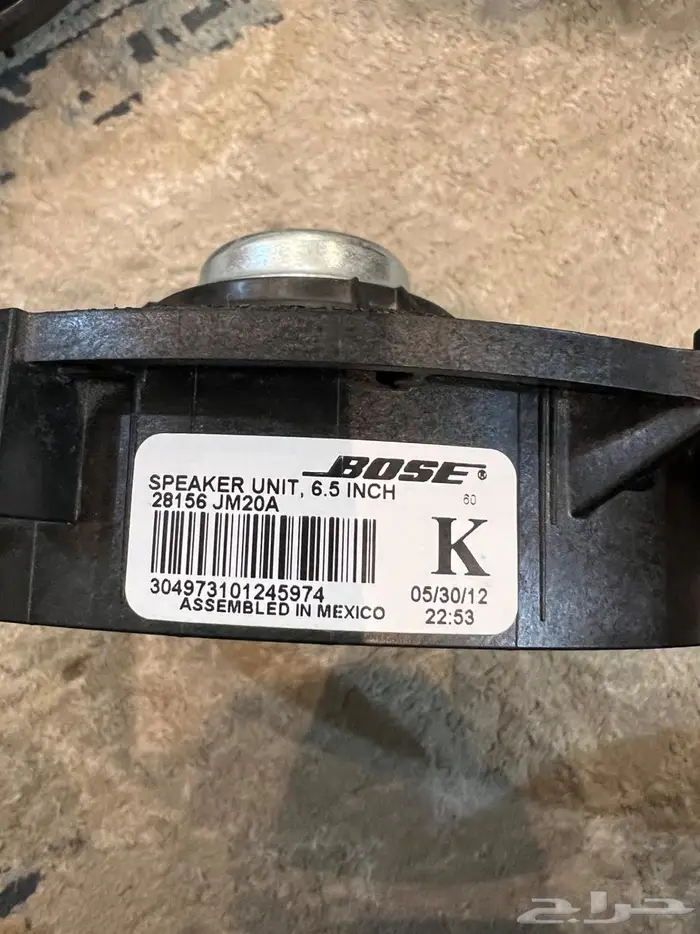 BOSE®
SPEAKER UNIT, 6.5 INCH
28156 JM20A
60
K
304973101245974
ASSEMBLED IN MEXICO
05/30/12
22:53
حراج